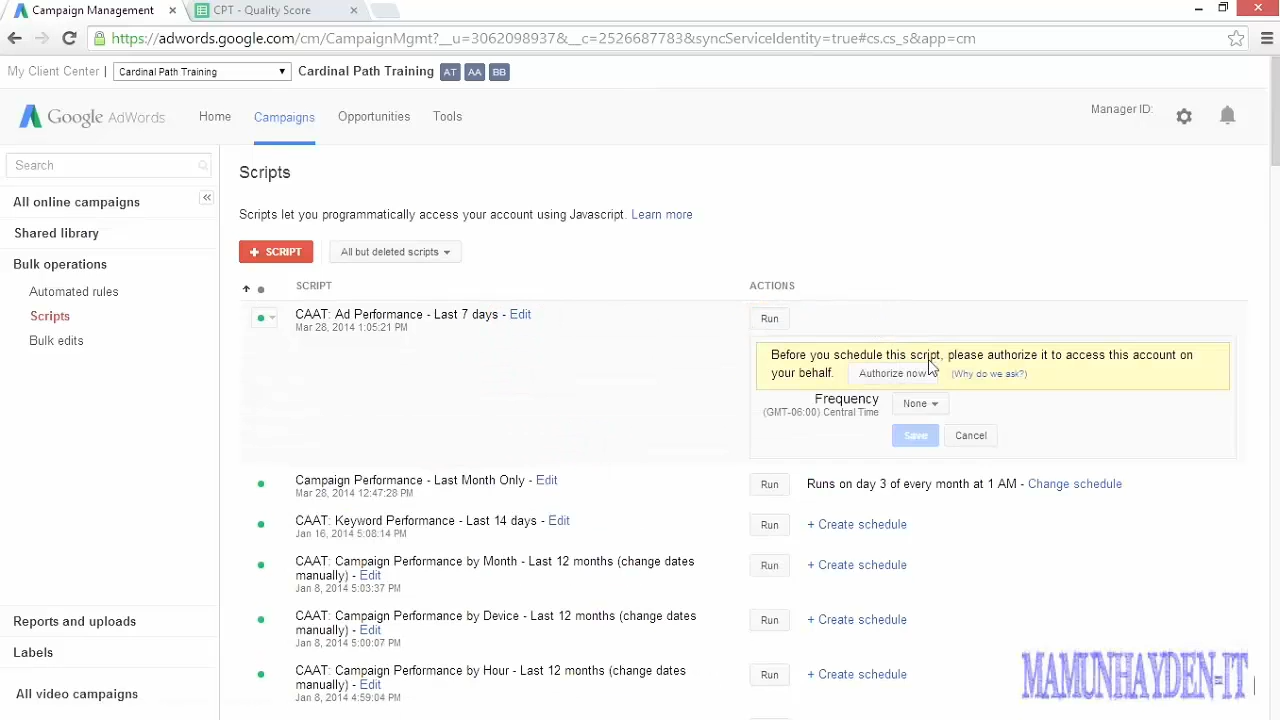 Campaign Management
CPT - Quality Score
https://adwords.google.com/cm/CampaignMgmt?__u=3062098937&__c=2526687783&syncServiceIdentity=true#cs.cs_s&app=cm
My Client Center | Cardinal Path Training Cardinal Path Training AT AA BB
Google AdWords Home Campaigns Opportunities Tools Manager ID:
Search
All online campaigns
Shared library
Bulk operations
Automated rules
Scripts
Bulk edits
Reports and uploads
Labels
All video campaigns
Scripts
Scripts let you programmatically access your account using Javascript. Learn more
+ SCRIPT All but deleted scripts
SCRIPT ACTIONS
CAAT: Ad Performance - Last 7 days - Edit Run
Mar 28, 2014 1:05:21 PM
Before you schedule this script, please authorize it to access this account on
your behalf. Authorize now (Why do we ask?)
Frequency None
(GMT-06:00) Central Time
Save Cancel
Campaign Performance - Last Month Only - Edit Run Runs on day 3 of every month at 1 AM - Change schedule
Mar 28, 2014 12:47:28 PM
CAAT: Keyword Performance - Last 14 days - Edit Run + Create schedule
Jan 16, 2014 5:08:14 PM
CAAT: Campaign Performance by Month - Last 12 months (change dates Run + Create schedule
manually) - Edit
Jan 8, 2014 5:03:37 PM
CAAT: Campaign Performance by Device - Last 12 months (change dates Run + Create schedule
manually) - Edit
Jan 8, 2014 5:00:07 PM
CAAT: Campaign Performance by Hour - Last 12 months (change dates Run + Create schedule
manually) - Edit
Jan 8, 2014 4:59:04 PM
MAMUNHAYDEN=IT